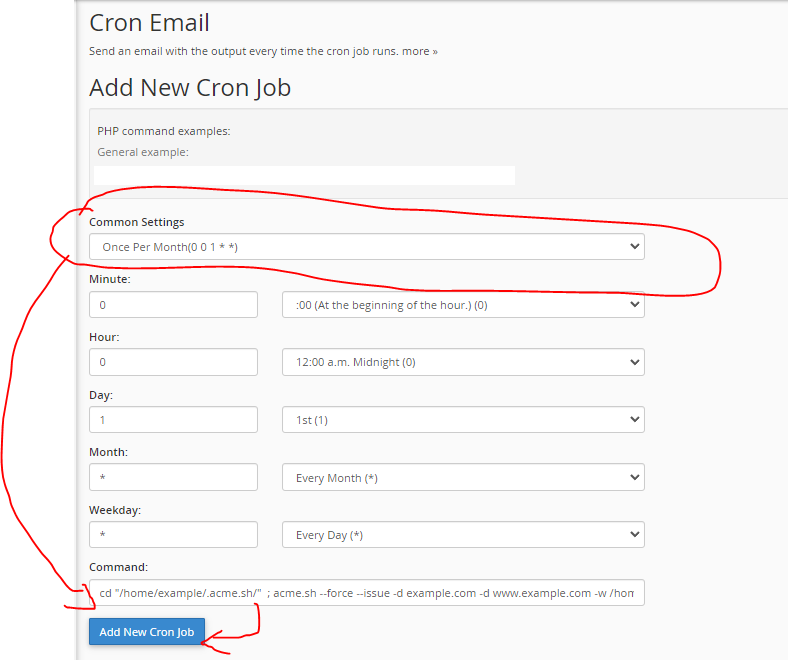 Cron Email
Send an email with the output every time the cron job runs. more »
Add New Cron Job
PHP command examples:
General example:
Common Settings
Once Per Month(0 0 1 * *)
Minute:
0 :00 (At the beginning of the hour.) (0)
Hour:
0 12:00 a.m. Midnight (0)
Day:
1 1st (1)
Month:
* Every Month (*)
Weekday:
* Every Day (*)
Command:
cd "/home/example/.acme.sh/" ; acme.sh --force --issue -d example.com -d www.example.com -w /hom
Add New Cron Job